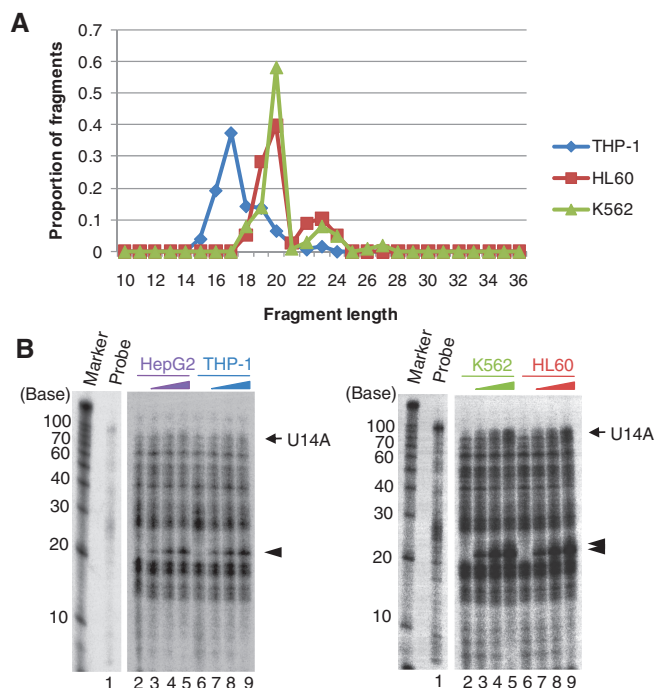 A
Proportion of fragments
0.7
0.6
0.5
0.4
0.3
0.2
0.1
0
10 12 14 16 18 20 22 24 26 28 30 32 34 36
Fragment length
THP-1
HL60
K562
B
Marker
Probe
HepG2 THP-1
(Base)
100
70
60
40
30
20
10
U14A
1 2 3 4 5 6 7 8 9
Marker
Probe
K562 HL60
(Base)
100
70
60
40
30
20
10
U14A
1 2 3 4 5 6 7 8 9